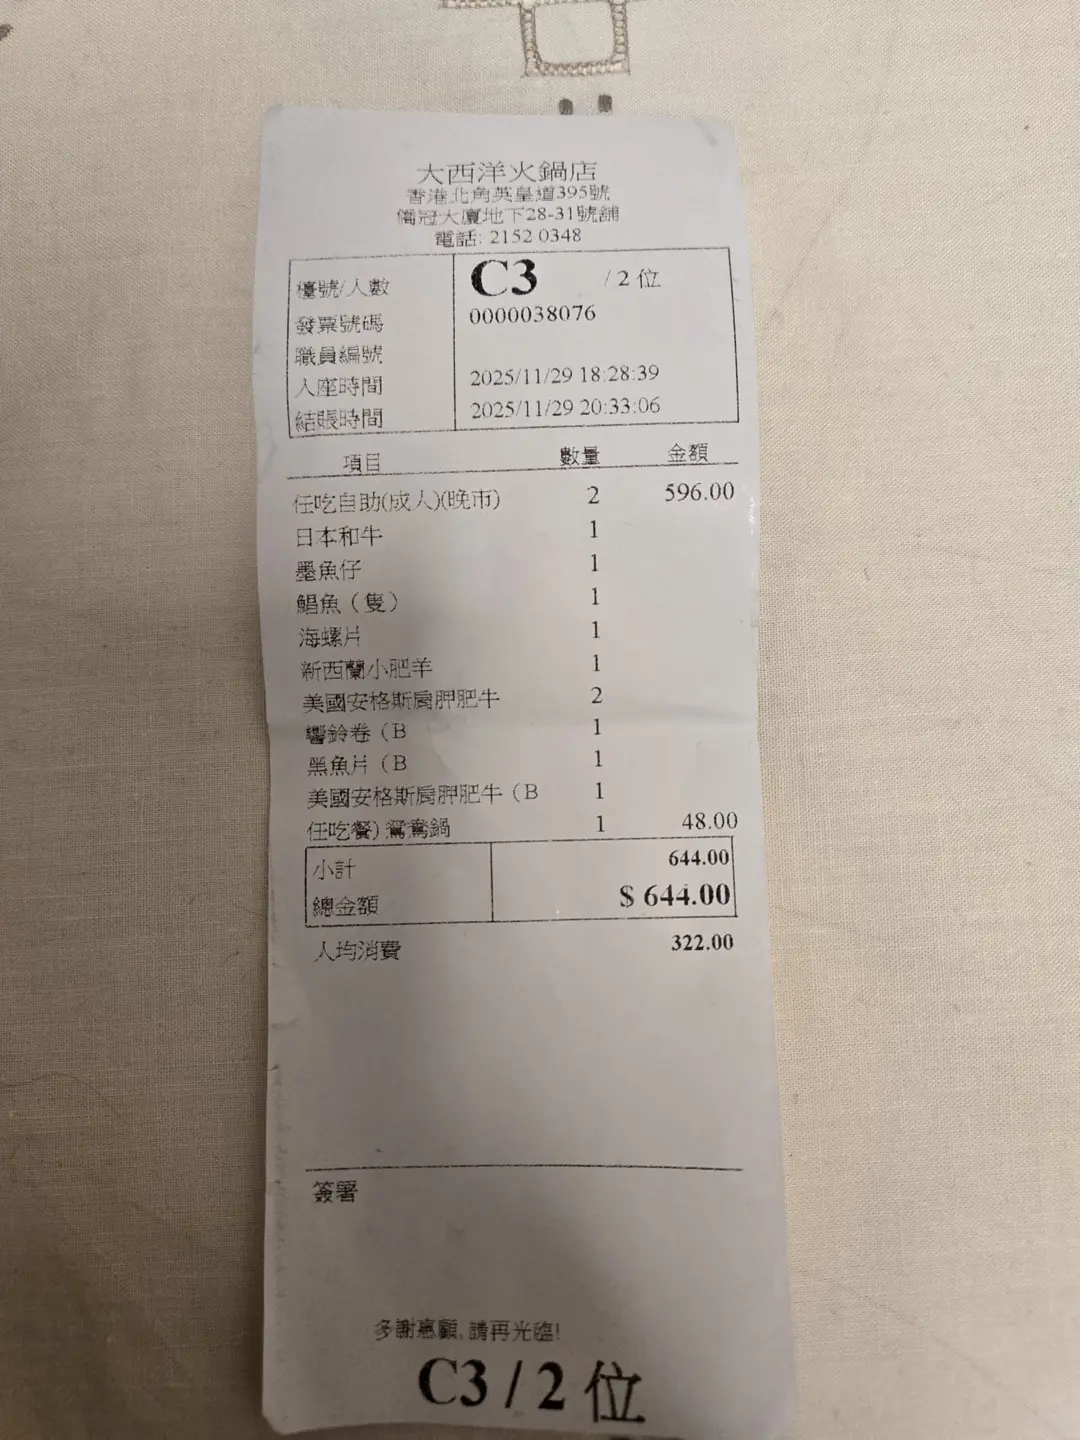 大西洋火鍋店
香港北角英皇道395號
僑冠大廈地下28-31號舖
電話: 2152 0348
檯號/人數 C3 / 2 位
發票號碼 0000038076
職員編號
入座時間 2025/11/29 18:28:39
結賬時間 2025/11/29 20:33:06
項目 數量 金額
任吃自助(成人)(晚市) 2 596.00
日本和牛 1
墨魚仔 1
鯧魚（隻） 1
海螺片 1
新西蘭小肥羊 1
美國安格斯肩胛肥牛 2
響鈴卷（B 1
黑魚片（B 1
美國安格斯肩胛肥牛（B 1
任吃餐) 鴛鴦鍋 1 48.00
小計 644.00
總金額 $ 644.00
人均消費 322.00
簽署
多謝惠顧, 請再光臨!
C3 / 2 位